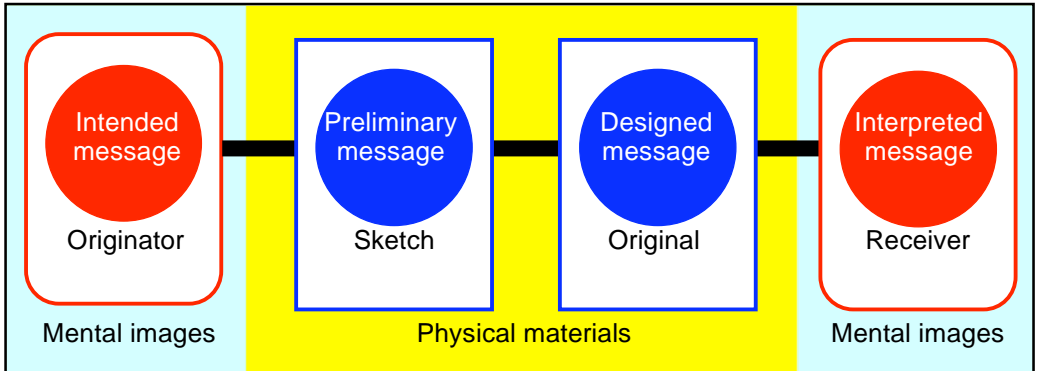 Intended
message
Originator
Preliminary
message
Sketch
Designed
message
Original
Interpreted
message
Receiver
Mental images
Physical materials
Mental images